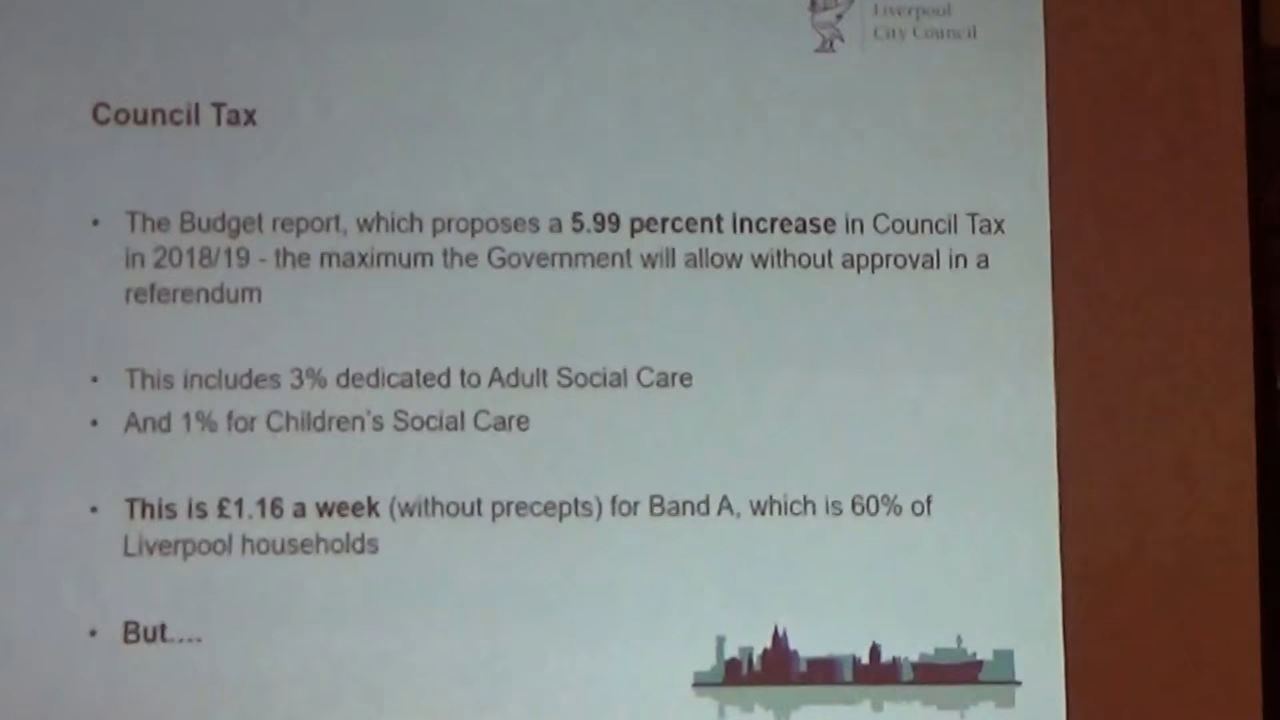 Liverpool
City Council
Council Tax
• The Budget report, which proposes a 5.99 percent increase in Council Tax
in 2018/19 - the maximum the Government will allow without approval in a
referendum
• This includes 3% dedicated to Adult Social Care
• And 1% for Children's Social Care
• This is £1.16 a week (without precepts) for Band A, which is 60% of
Liverpool households
• But....